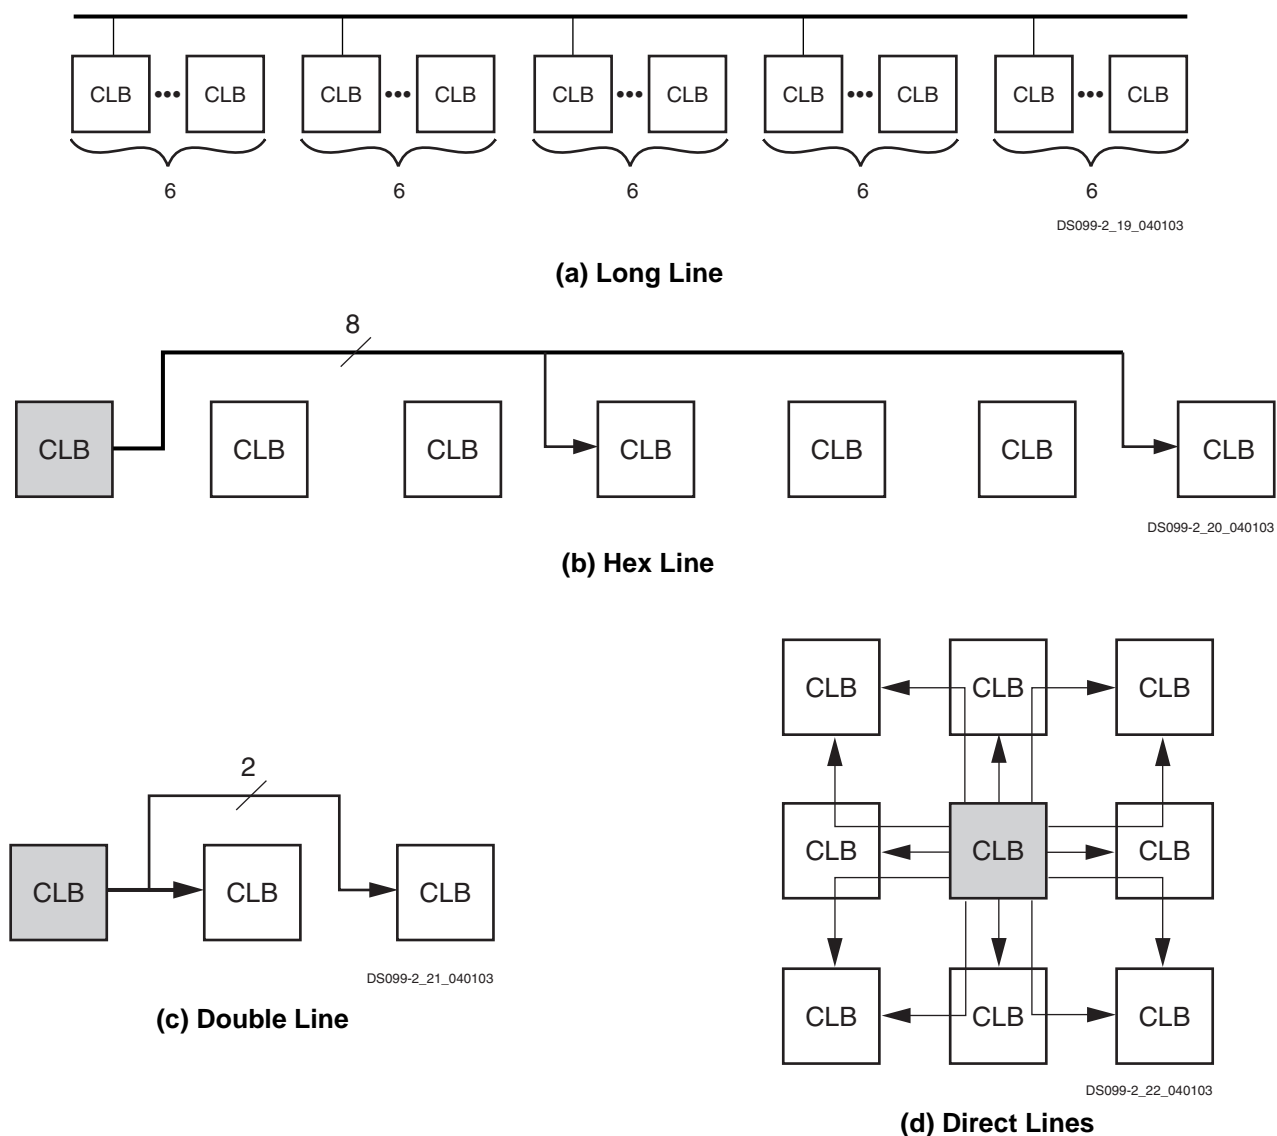 CLB ••• CLB CLB ••• CLB CLB ••• CLB CLB ••• CLB CLB ••• CLB
6 6 6 6 6
DS099-2_19_040103
(a) Long Line
8
CLB CLB CLB CLB CLB CLB CLB
DS099-2_20_040103
(b) Hex Line
2
CLB CLB CLB
DS099-2_21_040103
(c) Double Line
CLB CLB CLB
CLB CLB CLB
CLB CLB CLB
DS099-2_22_040103
(d) Direct Lines